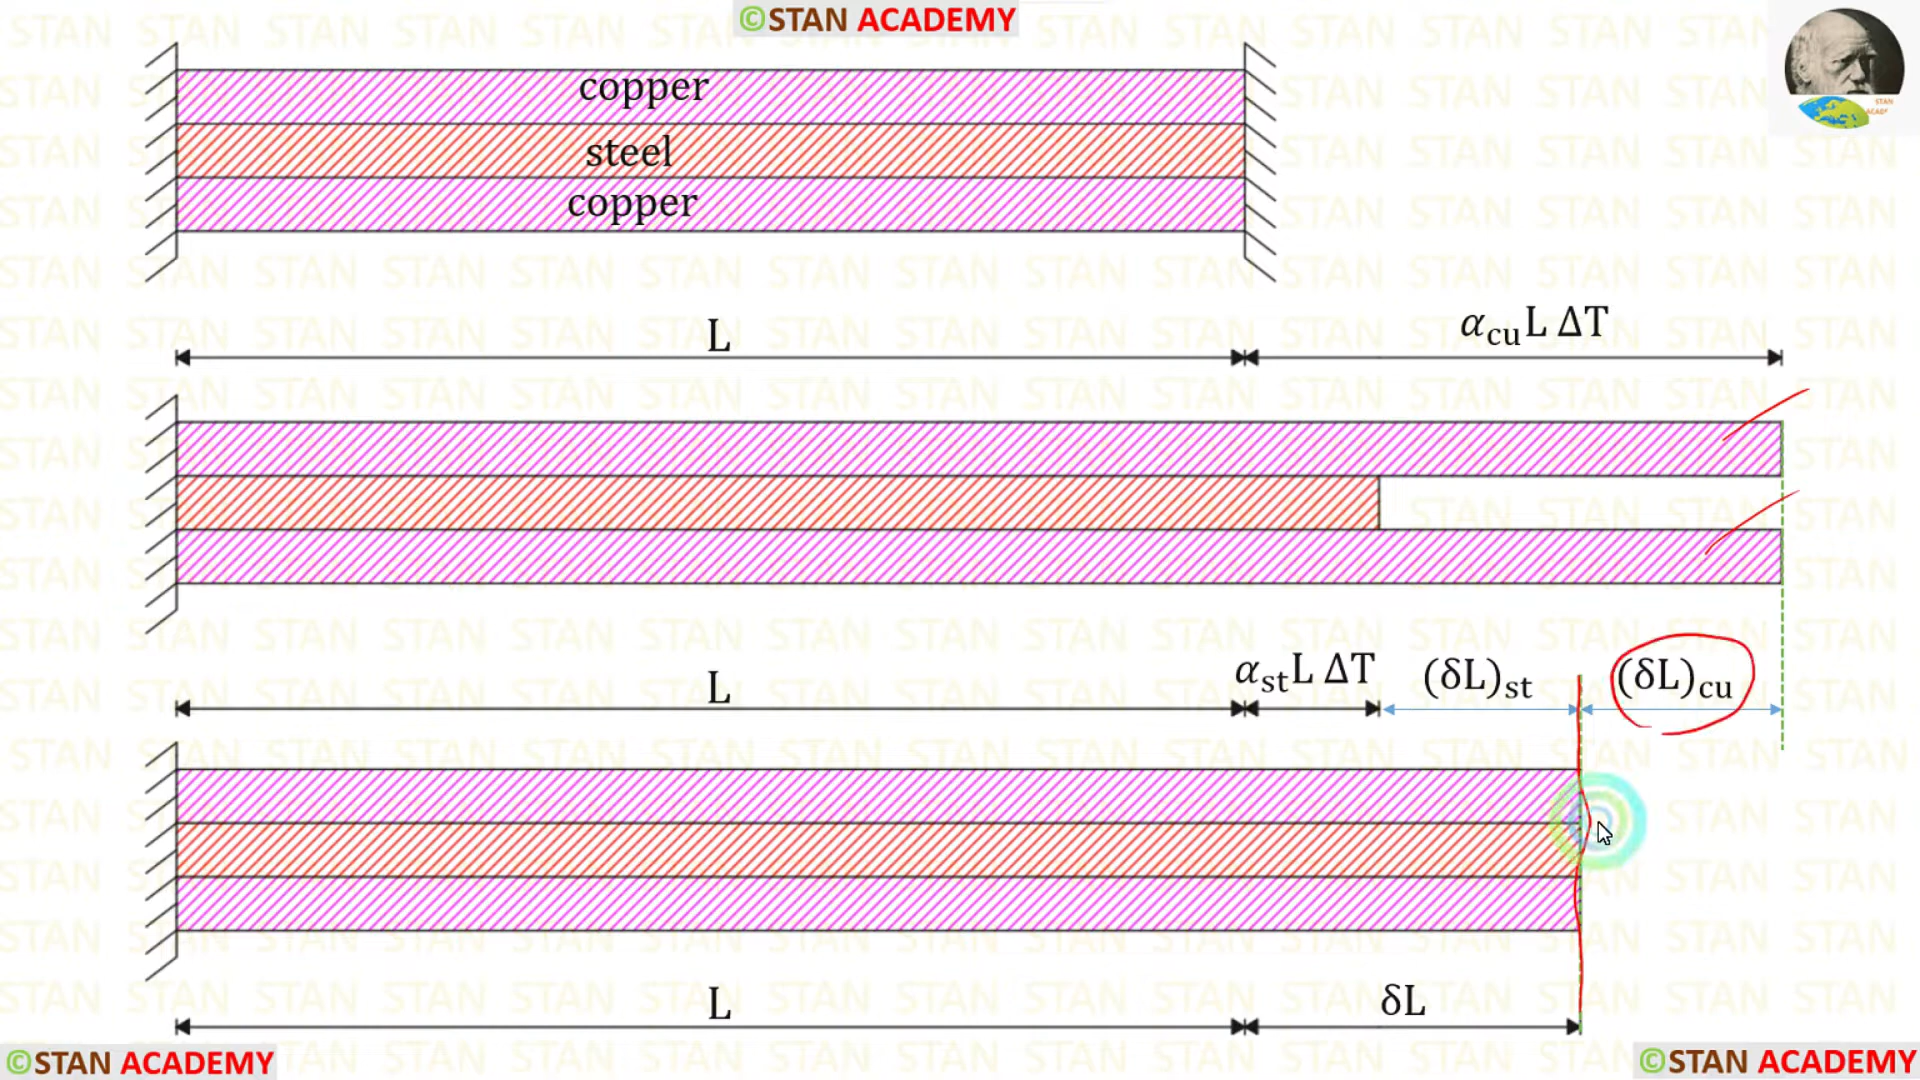 ©STAN ACADEMY
copper
steel
copper
L
α_cu L ΔT
L
α_st L ΔT
(δL)_st
(δL)_cu
L
δL
©STAN ACADEMY
©STAN ACADEMY